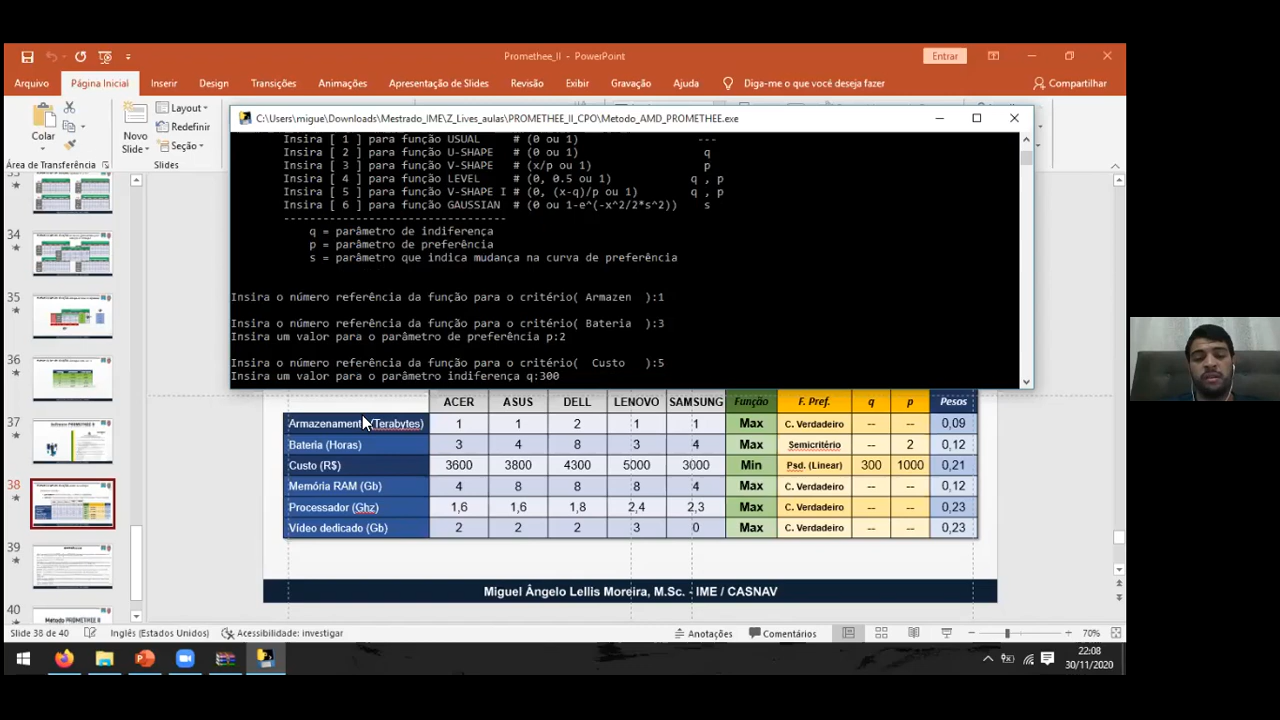 Promethee_II - PowerPoint
Entrar
Arquivo
Página Inicial
Inserir
Design
Transições
Animações
Apresentação de Slides
Revisão
Exibir
Gravação
Ajuda
Diga-me o que você deseja fazer
Compartilhar
Colar
Novo
Slide
Layout
Redefinir
Seção
Área de Transferência
Slides
C:\Users\migue\Downloads\Mestrado_IME\Z_Lives_aulas\PROMETHEE_II_CPO\Metodo_AMD_PROMETHEE.exe
Insira [ 1 ] para função USUAL # (0 ou 1) ---
Insira [ 2 ] para função U-SHAPE # (0 ou 1) q
Insira [ 3 ] para função V-SHAPE # (x/p ou 1) p
Insira [ 4 ] para função LEVEL # (0, 0.5 ou 1) q , p
Insira [ 5 ] para função V-SHAPE I # (0, (x-q)/p ou 1) q , p
Insira [ 6 ] para função GAUSSIAN # (0 ou 1-e^(-x^2/2*s^2)) s
----------------------------------
q = parâmetro de indiferença
p = parâmetro de preferência
s = parâmetro que indica mudança na curva de preferência
Insira o número referência da função para o critério( Armazen ):1
Insira o número referência da função para o critério( Bateria ):3
Insira um valor para o parâmetro de preferência p:2
Insira o número referência da função para o critério( Custo ):5
Insira um valor para o parâmetro indiferença q:300
ACER ASUS DELL LENOVO SAMSUNG Função F. Pref. q p Pesos
Armazenament (Terabytes) 1 1 2 1 1 Max C. Verdadeiro -- -- 0,09
Bateria (Horas) 3 4 8 3 4 Max Semicritério -- 2 0,12
Custo (R$) 3600 3800 4300 5000 3000 Min Psd. (Linear) 300 1000 0,21
Memória RAM (Gb) 4 8 8 8 4 Max C. Verdadeiro -- -- 0,12
Processador (Ghz) 1,6 1,6 1,8 2,4 2,3 Max C. Verdadeiro -- -- 0,23
Vídeo dedicado (Gb) 2 2 2 3 0 Max C. Verdadeiro -- -- 0,23
Miguel Ângelo Lellis Moreira, M.Sc. - IME / CASNAV
34
35
36
37
38
39
40
Método PROMETHEE II
Slide 38 de 40
Inglês (Estados Unidos)
Acessibilidade: investigar
Anotações
Comentários
70%
22:08
30/11/2020